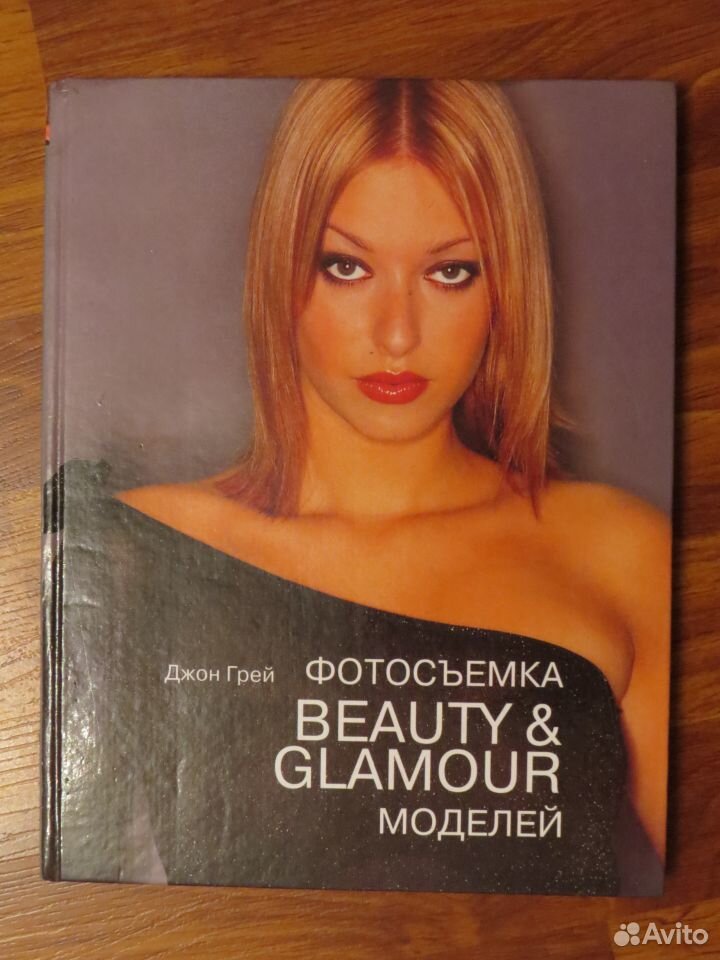 Джон Грей ФОТОСЪЕМКА
BEAUTY &
GLAMOUR
МОДЕЛЕЙ
Avito